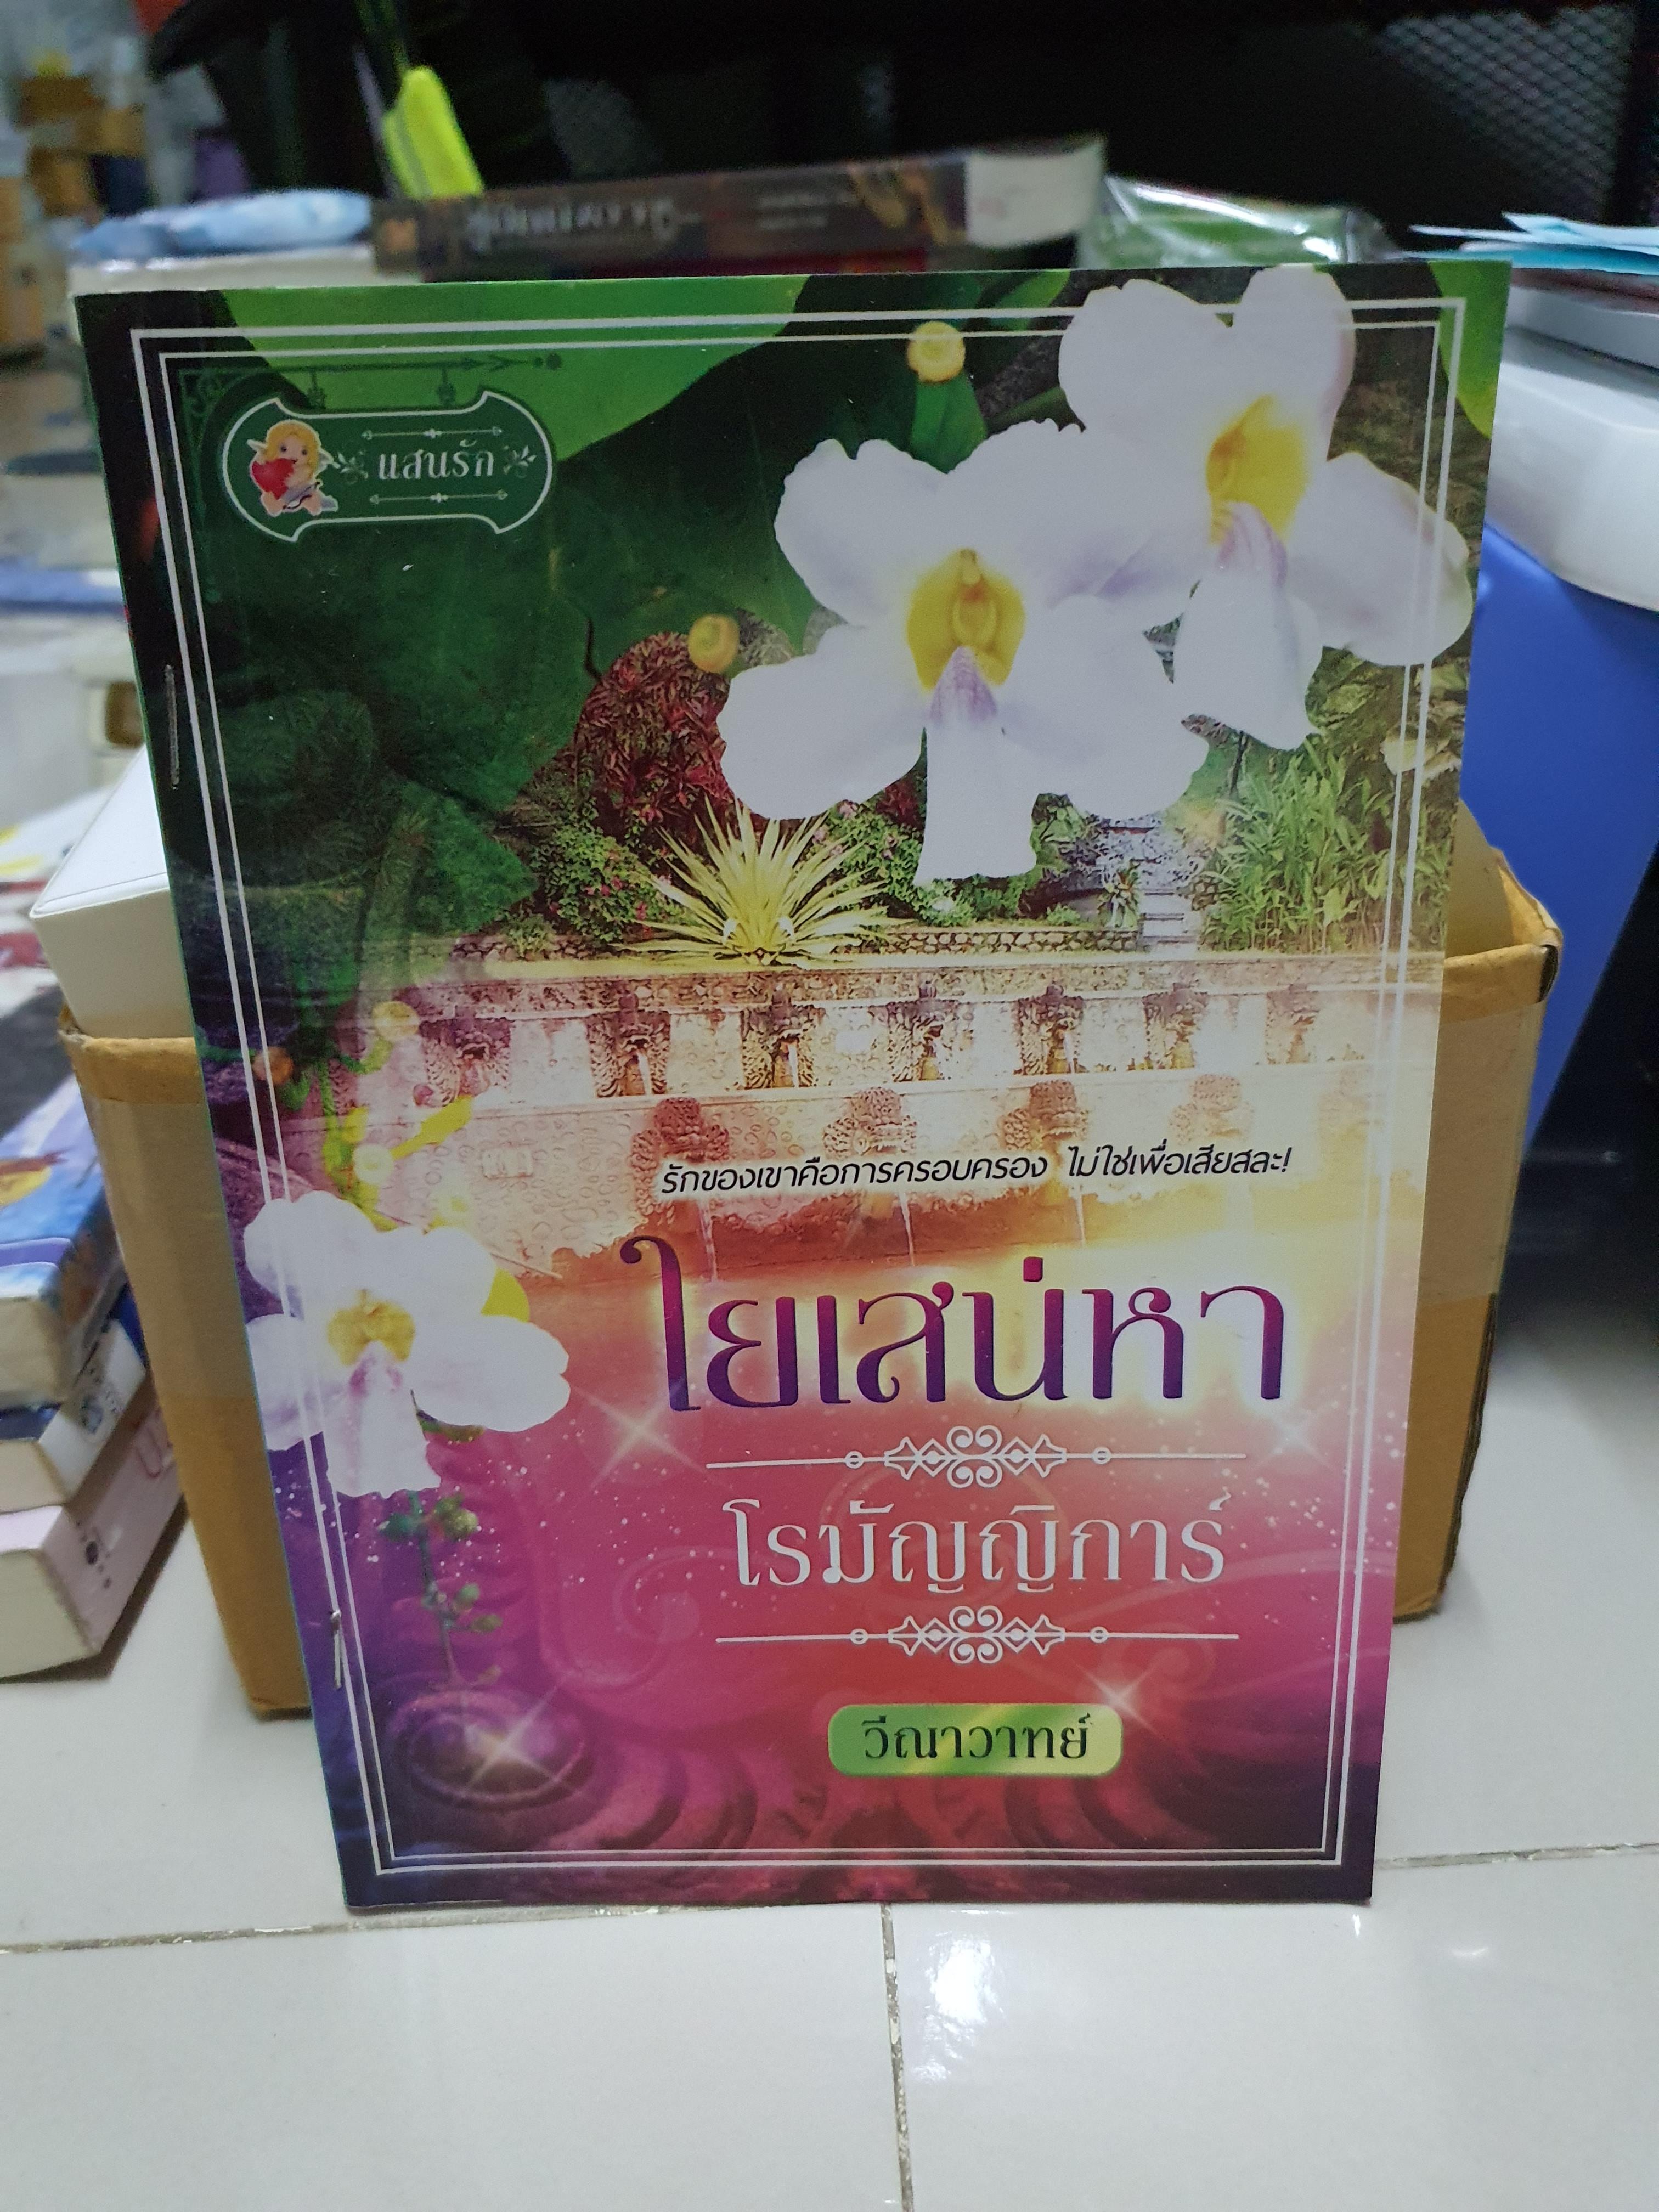 แสนรัก
รักของเขาคือการครอบครอง ไม่ใช่เพื่อเสียสละ!
ใยเสน่หา
โรมัญญิการ์
วีณาวาทย์